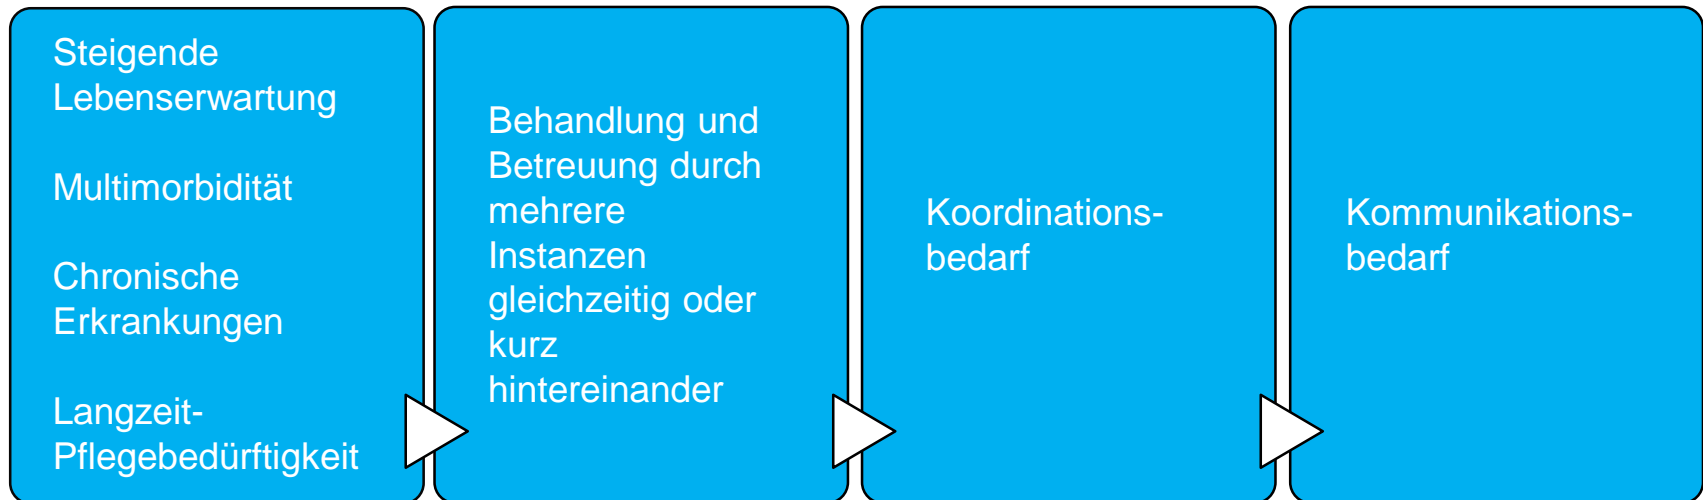 Steigende
Lebenserwartung
Multimorbidität
Chronische
Erkrankungen
Langzeit-
Pflegebedürftigkeit
Behandlung und
Betreuung durch
mehrere
Instanzen
gleichzeitig oder
kurz
hintereinander
Koordinations-
bedarf
Kommunikations-
bedarf